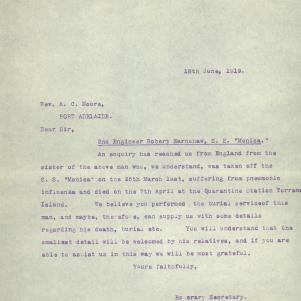 18th June, 1919.
Rev. A. C. Moore,
PORT ADELAIDE.
Dear Sir,
2nd Engineer Robert Earnshaw, S. S. "Monica."
An enquiry has reached us from England from the
sister of the above man who, we understand, was taken off the
S. S. "Monica" on the 25th March last, suffering from pneumonic
influenza and died on the 7th April at the Quarantine Station Torrens
Island. We believe you performed the burial service of this
man, and maybe, therefore, can supply us with some details
regarding his death, burial etc. You will understand that the
smallest detail will be welcomed by his relatives, and if you are
able to assist us in this way we will be most grateful.
Yours faithfully,
Honorary Secretary.